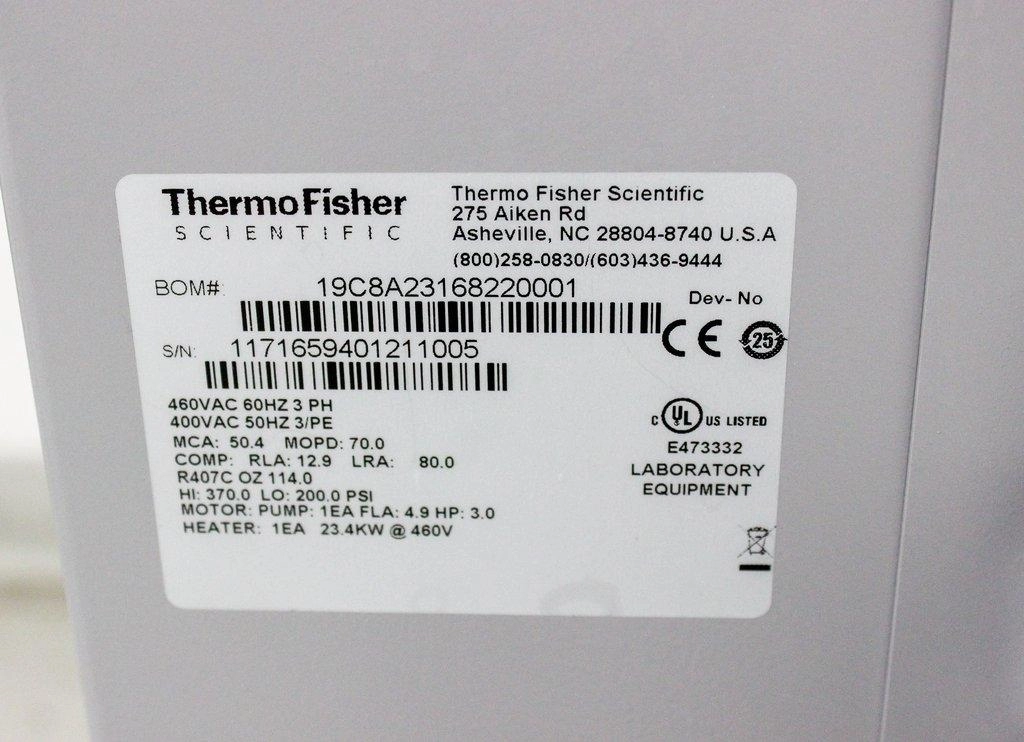 ThermoFisher
SCIENTIFIC
Thermo Fisher Scientific
275 Aiken Rd
Asheville, NC 28804-8740 U.S.A
(800)258-0830/(603)436-9444
BOM#: 19C8A23168220001
Dev- No
S/N: 1171659401211005
CE
25
460VAC 60HZ 3 PH
400VAC 50HZ 3/PE
MCA: 50.4 MOPD: 70.0
COMP: RLA: 12.9 LRA: 80.0
R407C OZ 114.0
HI: 370.0 LO: 200.0 PSI
MOTOR: PUMP: 1EA FLA: 4.9 HP: 3.0
HEATER: 1EA 23.4KW @ 460V
C UL US LISTED
E473332
LABORATORY
EQUIPMENT